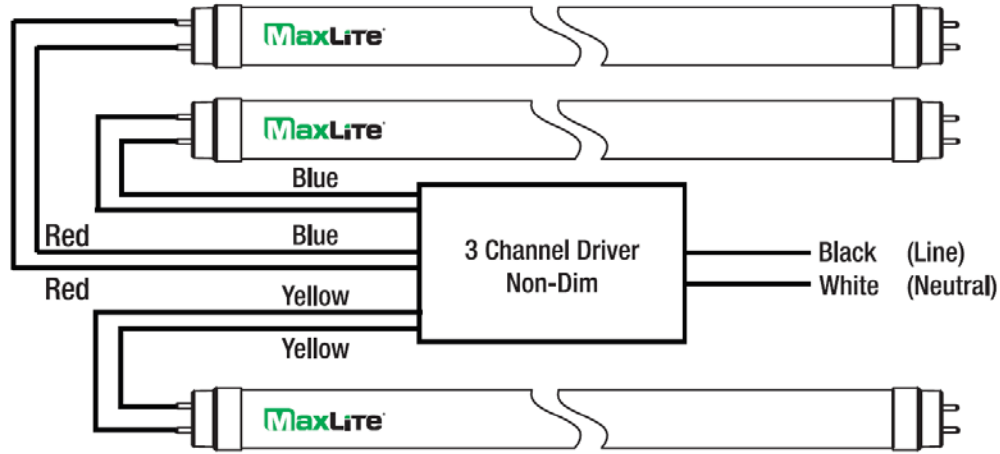 MaxLite
MaxLite
Blue
Red
Blue
Red
Yellow
Yellow
3 Channel Driver
Non-Dim
Black (Line)
White (Neutral)
MaxLite